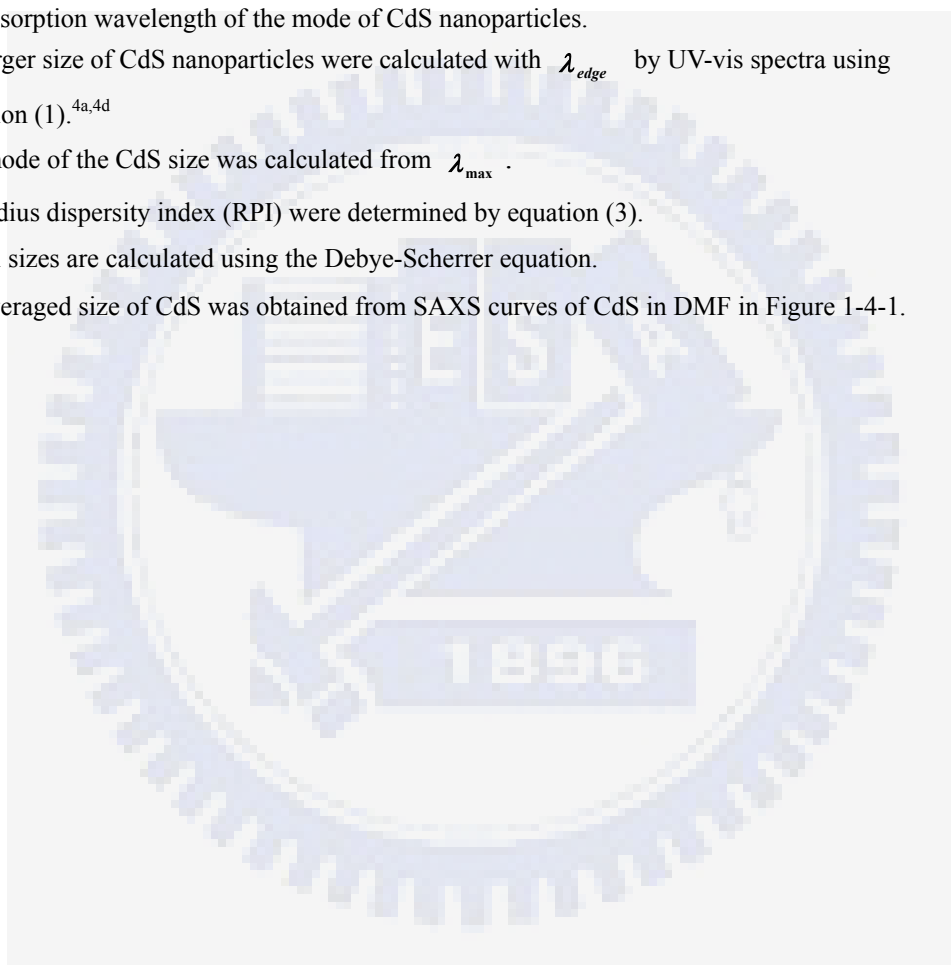 sorption wavelength of the mode of CdS nanoparticles.
rger size of CdS nanoparticles were calculated with λedge by UV-vis spectra using
ion (1).4a,4d
node of the CdS size was calculated from λmax .
dius dispersity index (RPI) were determined by equation (3).
sizes are calculated using the Debye-Scherrer equation.
eraged size of CdS was obtained from SAXS curves of CdS in DMF in Figure 1-4-1.
E S
1896